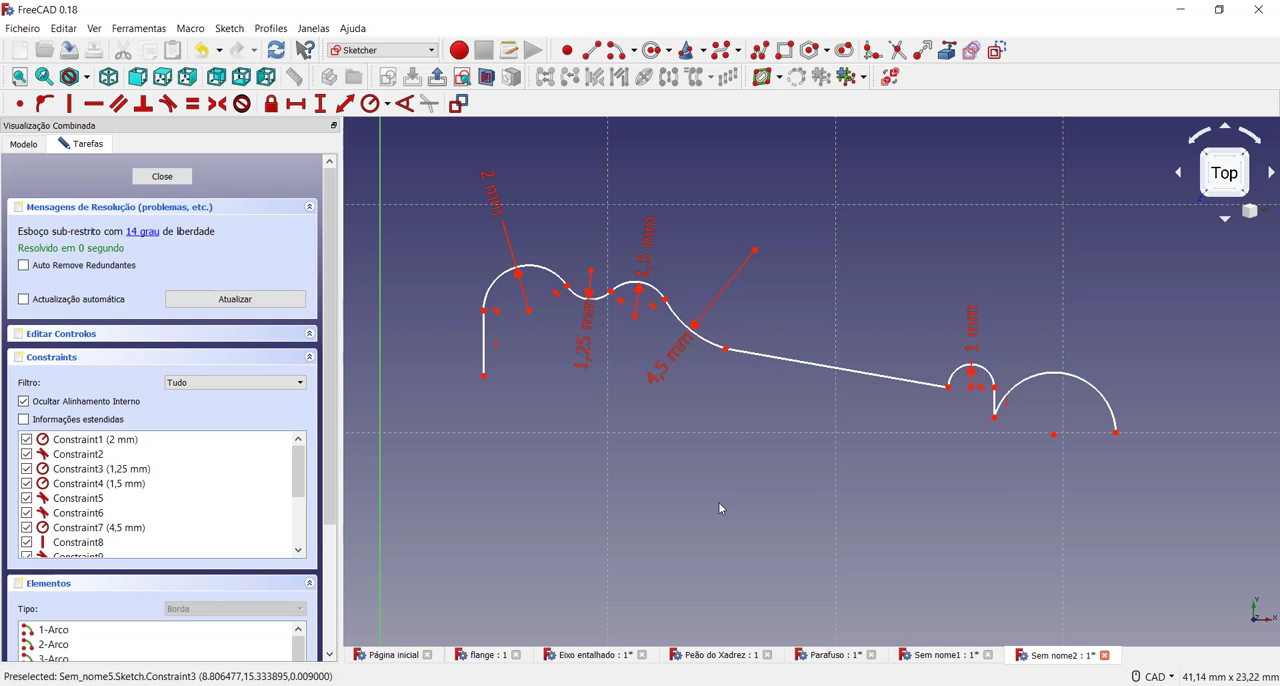 FreeCAD 0.18
Ficheiro Editar Ver Ferramentas Macro Sketch Profiles Janelas Ajuda
Sketcher
Visualização Combinada
Modelo Tarefas
Close
Mensagens de Resolução (problemas, etc.)
Esboço sub-restrito com 14 grau de liberdade
Resolvido em 0 segundo
Auto Remove Redundantes
Actualização automática Atualizar
Editar Controlos
Constraints
Filtro: Tudo
Ocultar Alinhamento Interno
Informações estendidas
Constraint1 (2 mm)
Constraint2
Constraint3 (1,25 mm)
Constraint4 (1,5 mm)
Constraint5
Constraint6
Constraint7 (4,5 mm)
Constraint8
Constraint9
Elementos
Tipo: Borda
1-Arco
2-Arco
3-Arco
2 mm
1,25 mm
1,5 mm
4,5 mm
1 mm
Top
Y
Z
X
Página inicial flange : 1 Eixo entalhado : 1* Peão do Xadrez : 1 Parafuso : 1* Sem nome1 : 1* Sem nome2 : 1*
Preselected: Sem_nome5.Sketch.Constraint3 (8.806477,15.333895,0.009000) CAD 41,14 mm x 23,22 mm